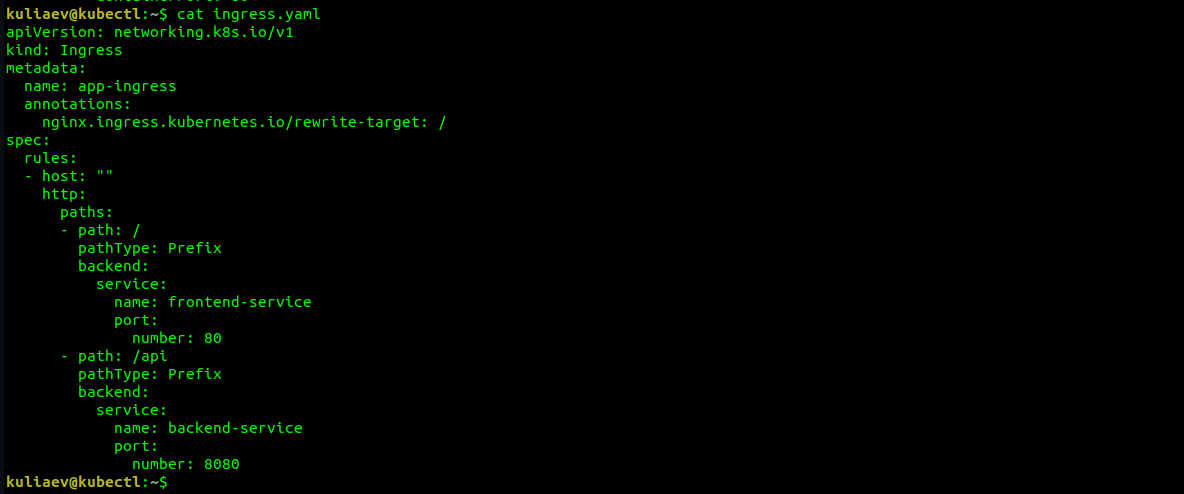 kuliaev@kubectl:~$ cat ingress.yaml
apiVersion: networking.k8s.io/v1
kind: Ingress
metadata:
  name: app-ingress
  annotations:
    nginx.ingress.kubernetes.io/rewrite-target: /
spec:
  rules:
  - host: ""
    http:
      paths:
      - path: /
        pathType: Prefix
        backend:
          service:
            name: frontend-service
            port:
              number: 80
      - path: /api
        pathType: Prefix
        backend:
          service:
            name: backend-service
            port:
              number: 8080
kuliaev@kubectl:~$